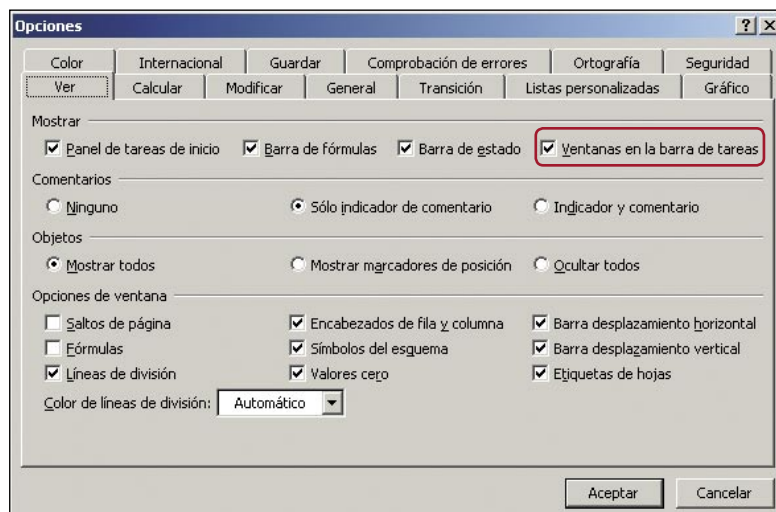 Opciones
Color Internacional Guardar Comprobación de errores Ortografía Seguridad
Ver Calcular Modificar General Transición Listas personalizadas Gráfico
Mostrar
Panel de tareas de inicio Barra de fórmulas Barra de estado Ventanas en la barra de tareas
Comentarios
Ninguno Sólo indicador de comentario Indicador y comentario
Objetos
Mostrar todos Mostrar marcadores de posición Ocultar todos
Opciones de ventana
Saltos de página Encabezados de fila y columna Barra desplazamiento horizontal
Fórmulas Símbolos del esquema Barra desplazamiento vertical
Líneas de división Valores cero Etiquetas de hojas
Color de líneas de división: Automático
Aceptar Cancelar